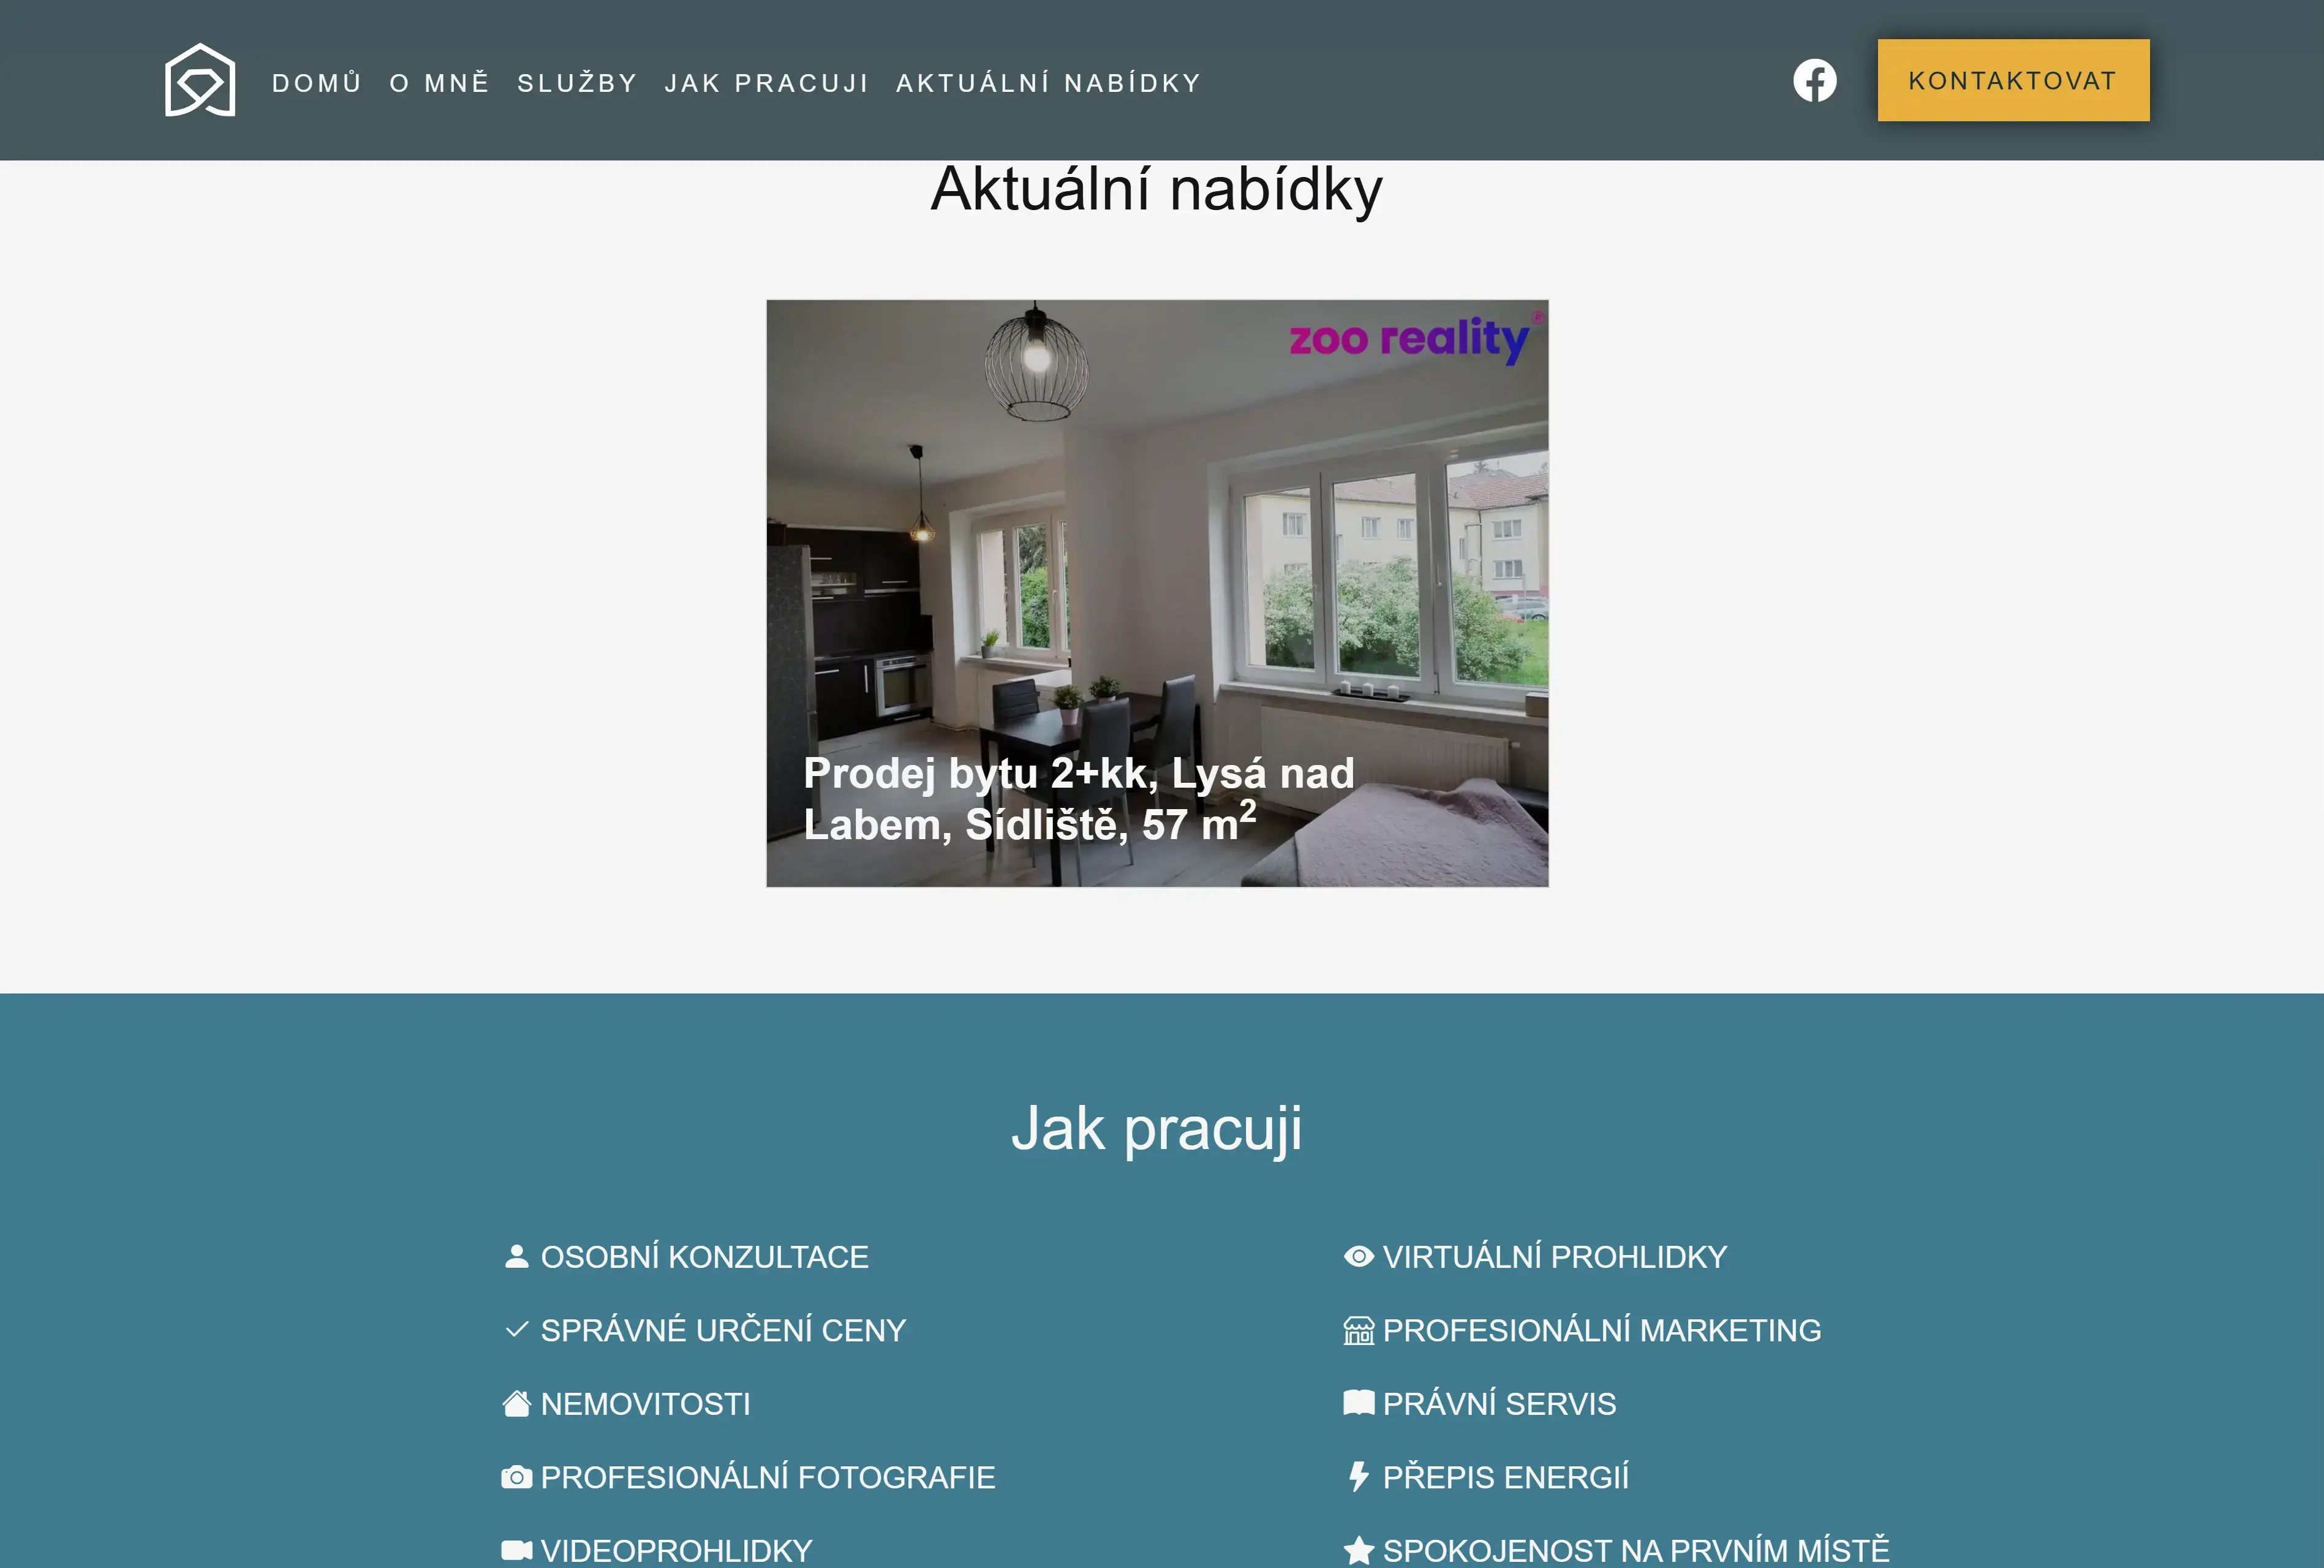 DOMŮ O MNĚ SLUŽBY JAK PRACUJI AKTUÁLNÍ NABÍDKY
KONTAKTOVAT
Aktuální nabídky
zoo reality®
Prodej bytu 2+kk, Lysá nad
Labem, Sídliště, 57 m²
Jak pracuji
OSOBNÍ KONZULTACE
SPRÁVNÉ URČENÍ CENY
NEMOVITOSTI
PROFESIONÁLNÍ FOTOGRAFIE
VIDEOPROHLIDKY
VIRTUÁLNÍ PROHLIDKY
PROFESIONÁLNÍ MARKETING
PRÁVNÍ SERVIS
PŘEPIS ENERGIÍ
SPOKOJENOST NA PRVNÍM MÍSTĚ